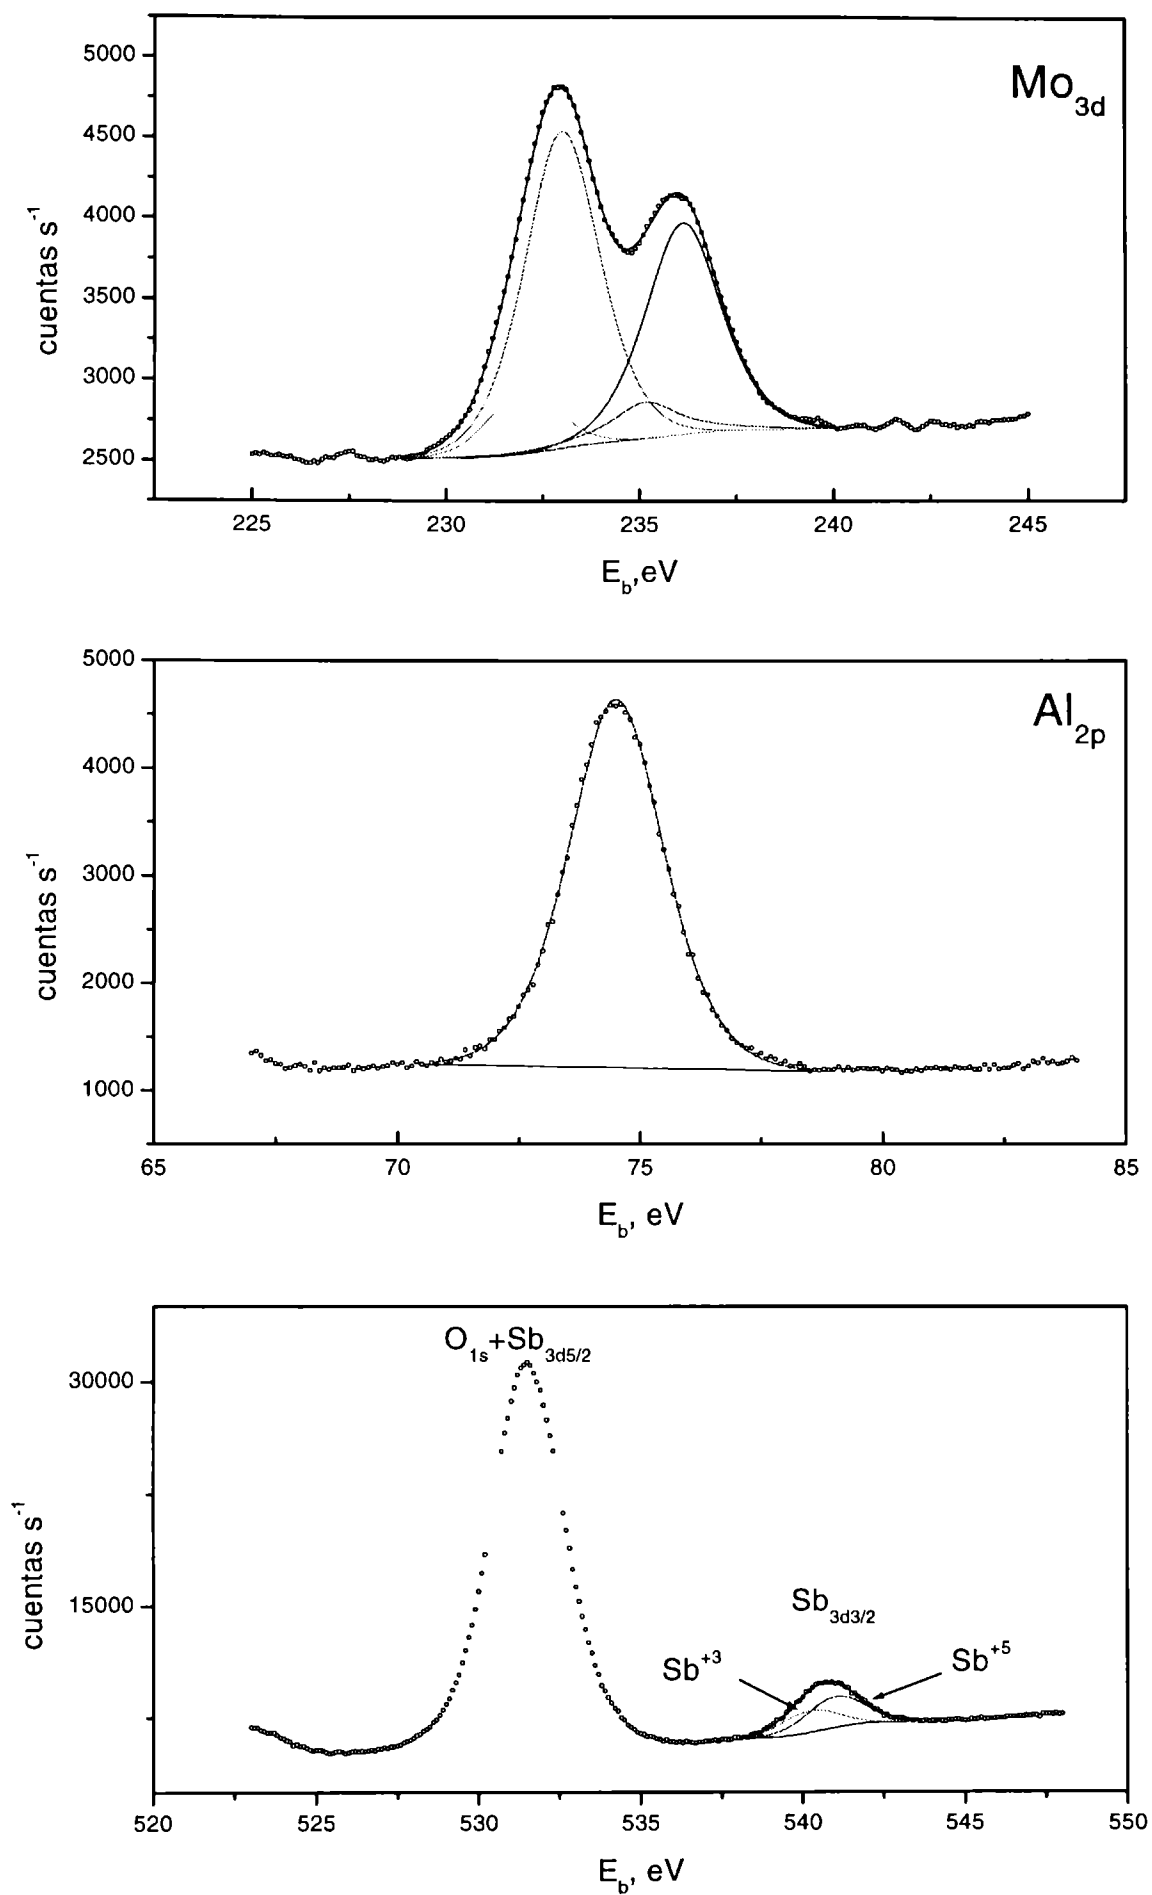 Mo3d
5000
4500
4000
3500
3000
2500
cuentas s-1
225 230 235 240 245
Eb,eV
Al2p
5000
4000
3000
2000
1000
cuentas s-1
65 70 75 80 85
Eb, eV
O1s+Sb3d5/2
30000
15000
cuentas s-1
Sb3d3/2
Sb+3
Sb+5
520 525 530 535 540 545 550
Eb, eV